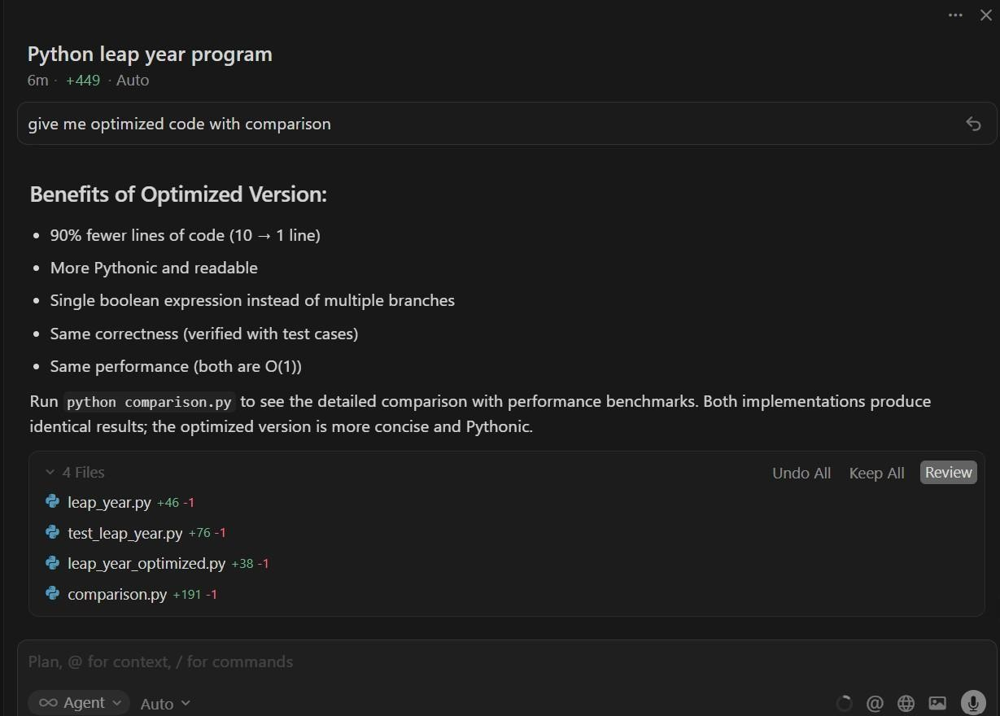 Python leap year program
6m · +449 · Auto
give me optimized code with comparison
Benefits of Optimized Version:
• 90% fewer lines of code (10 → 1 line)
• More Pythonic and readable
• Single boolean expression instead of multiple branches
• Same correctness (verified with test cases)
• Same performance (both are O(1))
Run python comparison.py to see the detailed comparison with performance benchmarks. Both implementations produce
identical results; the optimized version is more concise and Pythonic.
4 Files Undo All Keep All Review
leap_year.py +46 -1
test_leap_year.py +76 -1
leap_year_optimized.py +38 -1
comparison.py +191 -1
Plan, @ for context, / for commands
Agent Auto